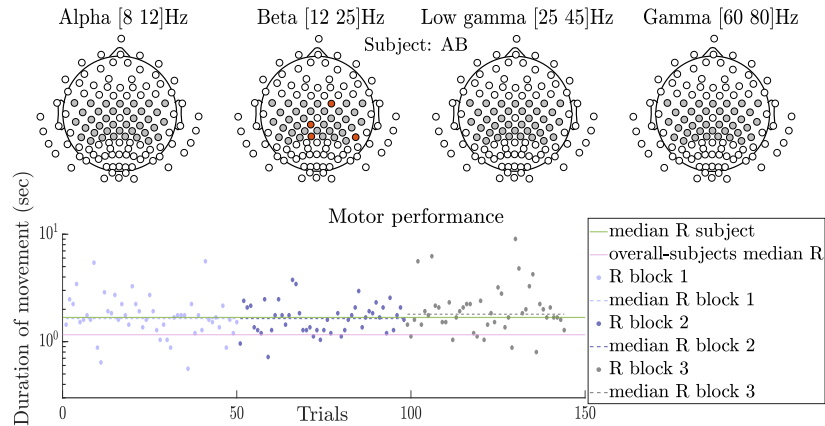 Alpha [8 12]Hz
Beta [12 25]Hz
Low gamma [25 45]Hz
Gamma [60 80]Hz
Subject: AB
Motor performance
Duration of movement (sec)
10^1
10^0
0
50
100
150
Trials
median R subject
overall-subjects median R
R block 1
median R block 1
R block 2
median R block 2
R block 3
median R block 3